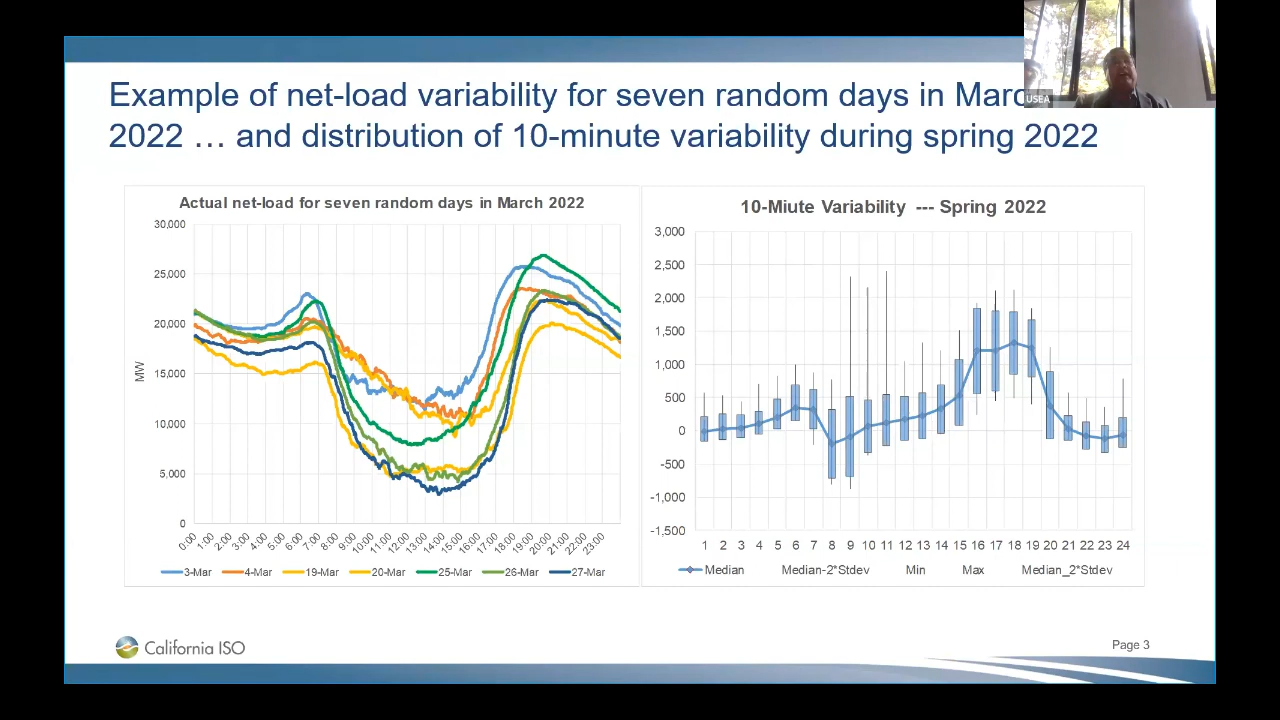 Example of net-load variability for seven random days in Marc
2022 … and distribution of 10-minute variability during spring 2022
USEA
Actual net-load for seven random days in March 2022
30,000
25,000
20,000
15,000
10,000
5,000
0
MW
0:00 1:00 2:00 3:00 4:00 5:00 6:00 7:00 8:00 9:00 10:00 11:00 12:00 13:00 14:00 15:00 16:00 17:00 18:00 19:00 20:00 21:00 22:00 23:00
3-Mar 4-Mar 19-Mar 20-Mar 25-Mar 26-Mar 27-Mar
10-Miute Variability --- Spring 2022
3,000
2,500
2,000
1,500
1,000
500
0
-500
-1,000
-1,500
1 2 3 4 5 6 7 8 9 10 11 12 13 14 15 16 17 18 19 20 21 22 23 24
Median Median-2*Stdev Min Max Median_2*Stdev
California ISO
Page 3